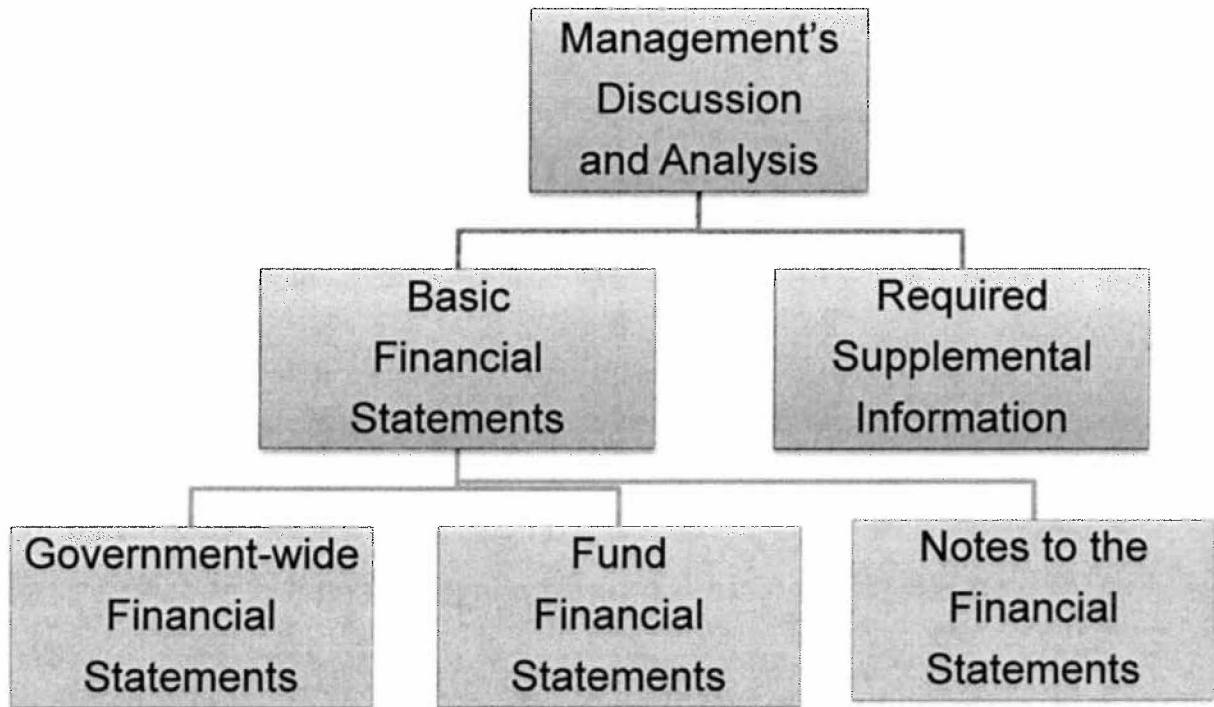 Management's
Discussion
and Analysis
Basic
Financial
Statements
Required
Supplemental
Information
Government-wide
Financial
Statements
Fund
Financial
Statements
Notes to the
Financial
Statements